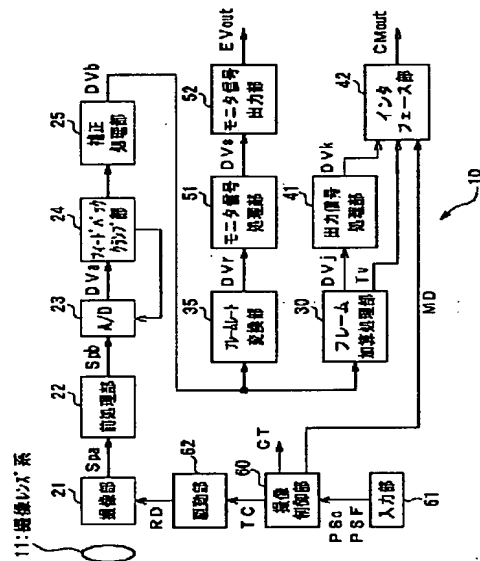 11:撮像レンズ系
21
撮像部
Spa
22
前処理部
Spb
23
A/D
DVa
24
フィードバック
クランプ部
25
補正
処理部
DVb
35
フレームレート
変換部
DVr
51
モニタ信号
処理部
DVs
52
モニタ信号
出力部
EVout
30
フレーム
加算処理部
DVj
Tv
41
出力信号
処理部
DVk
42
インタ
フェース部
CMout
RD
62
駆動部
TC
60
撮像
制御部
CT
MD
PSc
PSF
61
入力部
10